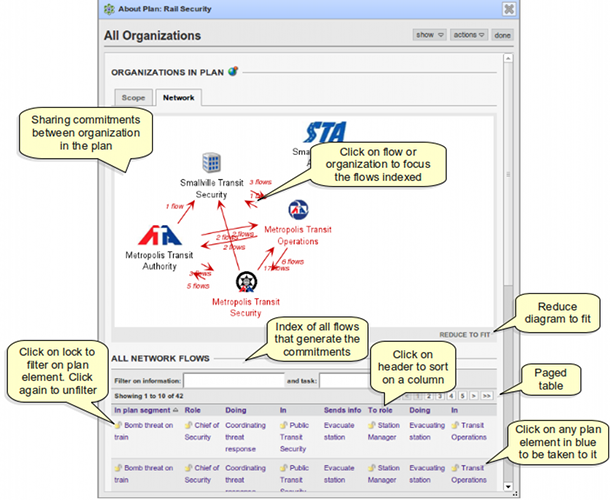 About Plan: Rail Security
All Organizations
show
actions
done
ORGANIZATIONS IN PLAN
Scope
Network
Sharing commitments
between organization
in the plan
STA
Click on flow or
organization to focus
the flows indexed
3 flows
Smallville Transit
Security
1 flow
2 flows
2 flows
2 flows
Metropolis Transit
Operations
Metropolis Transit
Authority
6 flows
5 flows
Metropolis Transit
Security
Reduce
diagram to fit
REDUCE TO FIT
Index of all flows
that generate the
commitments
Click on lock to
filter on plan
element. Click
again to unfilter
ALL NETWORK FLOWS
Click on
header to sort
on a column
Paged
table
Filter on information:
and task:
Showing 1 to 10 of 42
1 2 3 4 5 > >>
In plan segment Role Doing In Sends info To role Doing In
Bomb threat on Chief of Coordinating Public Evacuate Station Evacuating Transit
train Security threat Transit station Manager station Operations
response Security
Click on any plan
element in blue
to be taken to it
Bomb threat on Chief of Coordinating Public Evacuate Station Evacuating Transit
train Security threat Transit station Manager station Operations
response Security